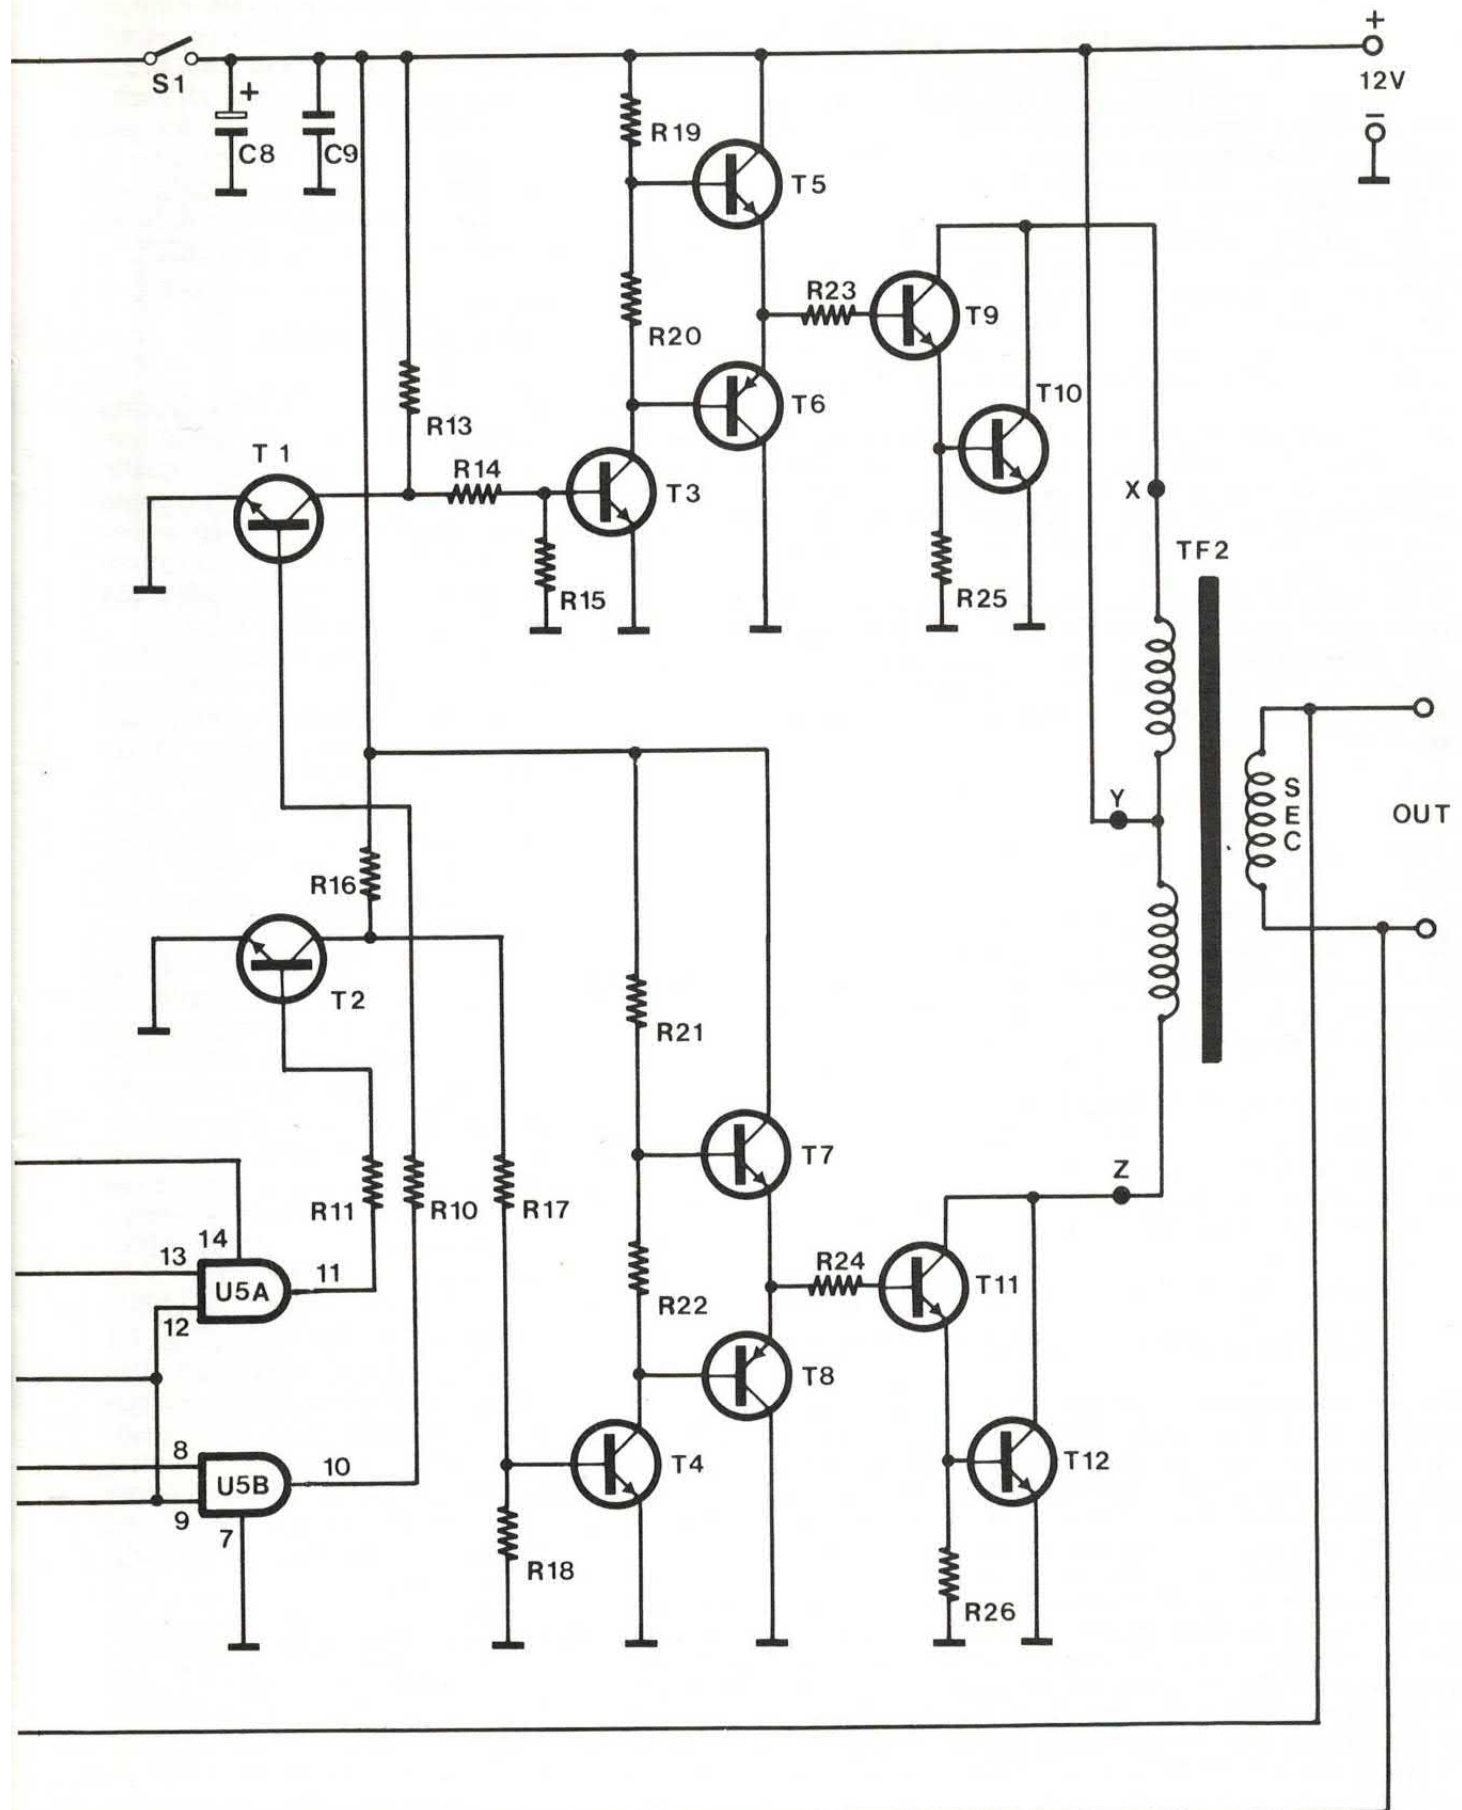 +
12V
−
S1
+
C8
C9
R19
T5
R23
T9
R20
T6
T10
R13
T1
R14
T3
X
R15
R25
TF2
Y
SEC
OUT
R16
T2
R21
T7
Z
R11
R10
R17
14
13
U5A
11
12
R24
T11
R22
T8
8
U5B
10
9
7
T4
T12
R18
R26